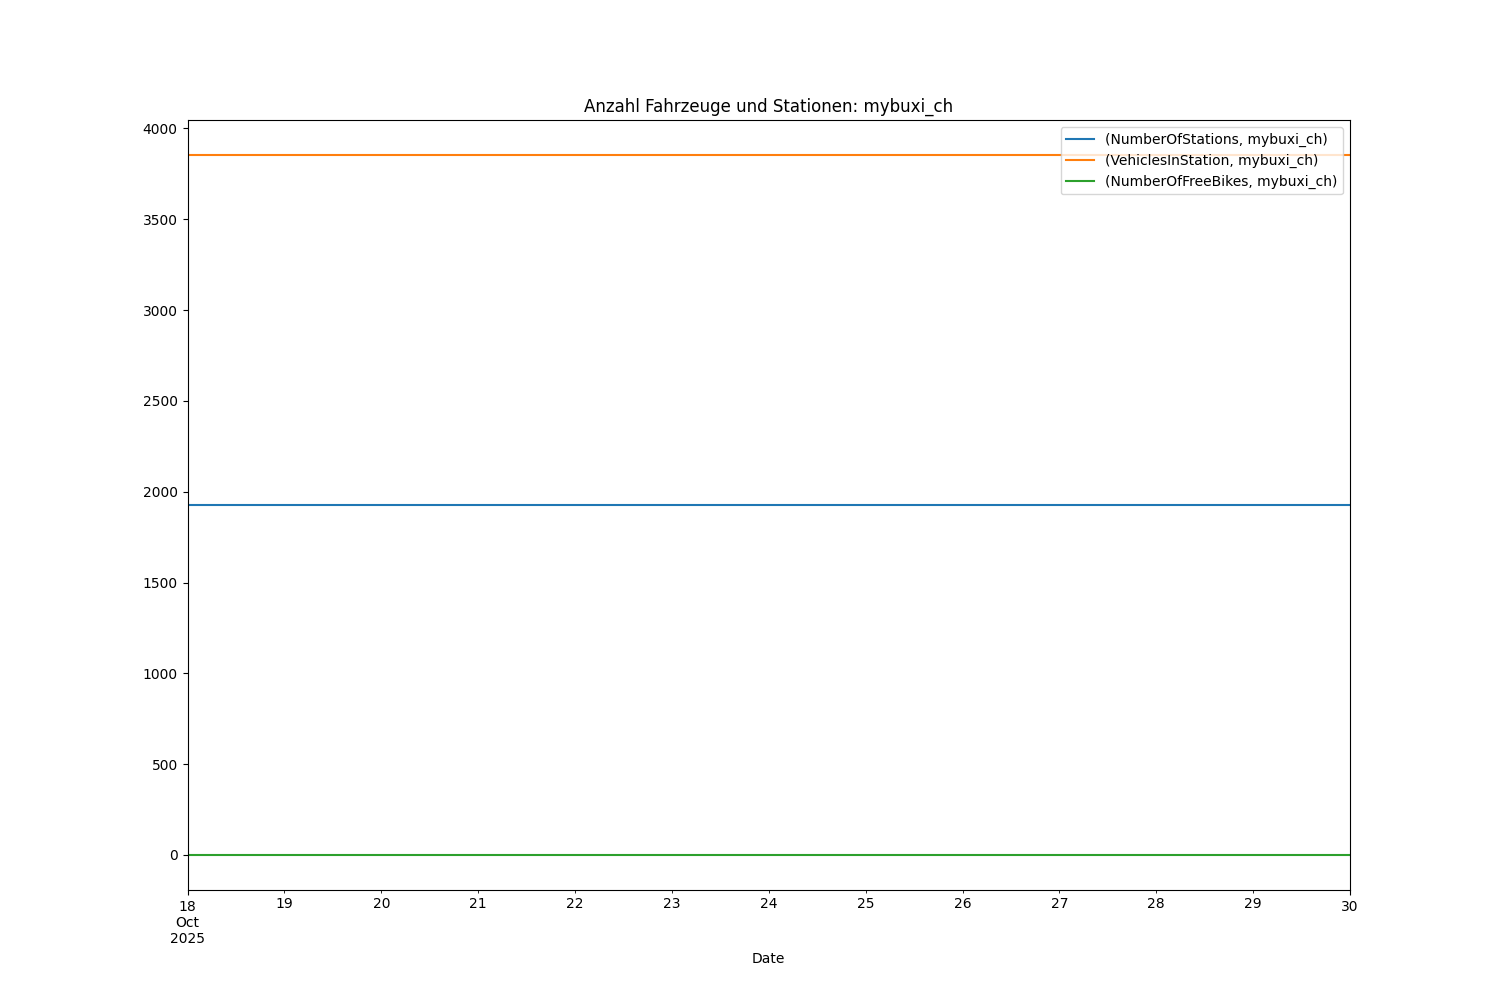 Anzahl Fahrzeuge und Stationen: mybuxi_ch
4000
3500
3000
2500
2000
1500
1000
500
0
(NumberOfStations, mybuxi_ch)
(VehiclesInStation, mybuxi_ch)
(NumberOfFreeBikes, mybuxi_ch)
18 19 20 21 22 23 24 25 26 27 28 29 30
Oct
2025
Date